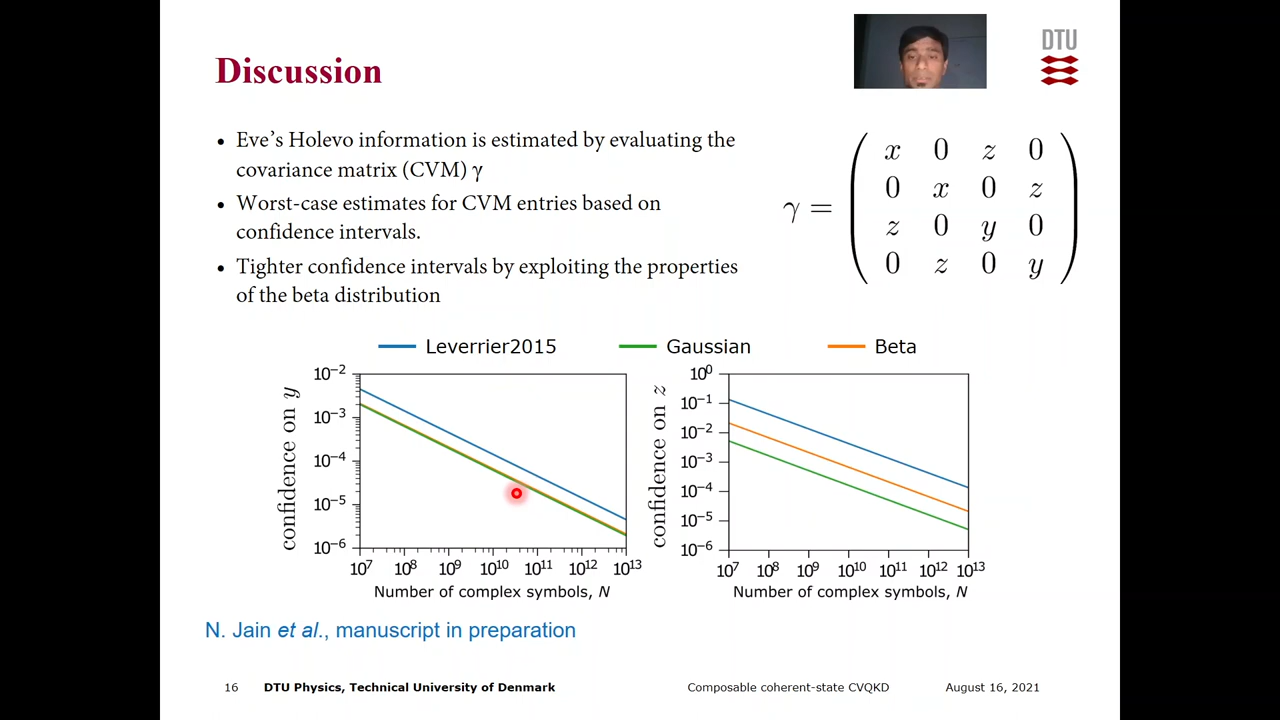 DTU
Discussion
• Eve’s Holevo information is estimated by evaluating the
covariance matrix (CVM) γ
• Worst-case estimates for CVM entries based on
confidence intervals.
• Tighter confidence intervals by exploiting the properties
of the beta distribution
γ =
x 0 z 0
0 x 0 z
z 0 y 0
0 z 0 y
Leverrier2015 Gaussian Beta
confidence on y
10⁻²
10⁻³
10⁻⁴
10⁻⁵
10⁻⁶
10⁷ 10⁸ 10⁹ 10¹⁰ 10¹¹ 10¹² 10¹³
Number of complex symbols, N
confidence on z
10⁰
10⁻¹
10⁻²
10⁻³
10⁻⁴
10⁻⁵
10⁻⁶
10⁷ 10⁸ 10⁹ 10¹⁰ 10¹¹ 10¹² 10¹³
Number of complex symbols, N
N. Jain et al., manuscript in preparation
16 DTU Physics, Technical University of Denmark Composable coherent-state CVQKD August 16, 2021